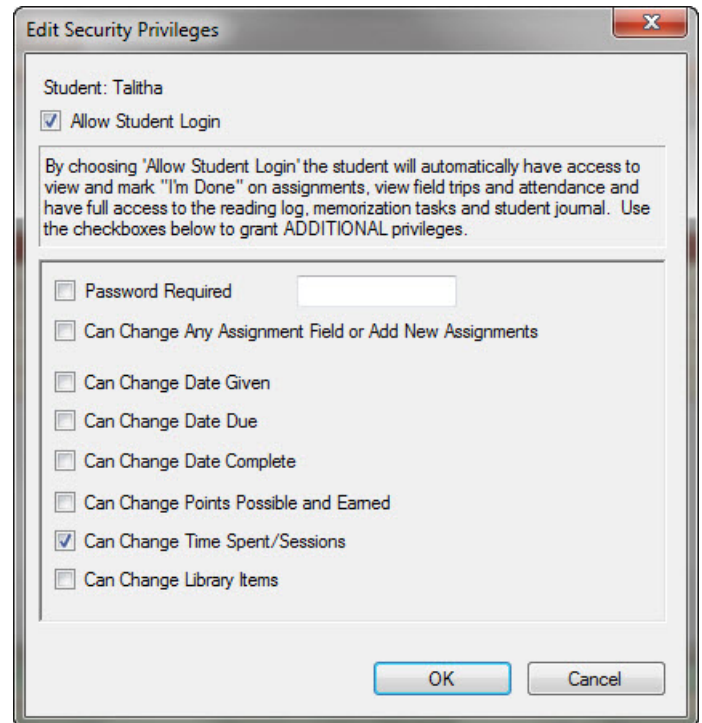 Edit Security Privileges
Student: Talitha
Allow Student Login
By choosing 'Allow Student Login' the student will automatically have access to
view and mark "I'm Done" on assignments, view field trips and attendance and
have full access to the reading log, memorization tasks and student journal. Use
the checkboxes below to grant ADDITIONAL privileges.
Password Required
Can Change Any Assignment Field or Add New Assignments
Can Change Date Given
Can Change Date Due
Can Change Date Complete
Can Change Points Possible and Earned
Can Change Time Spent/Sessions
Can Change Library Items
OK Cancel